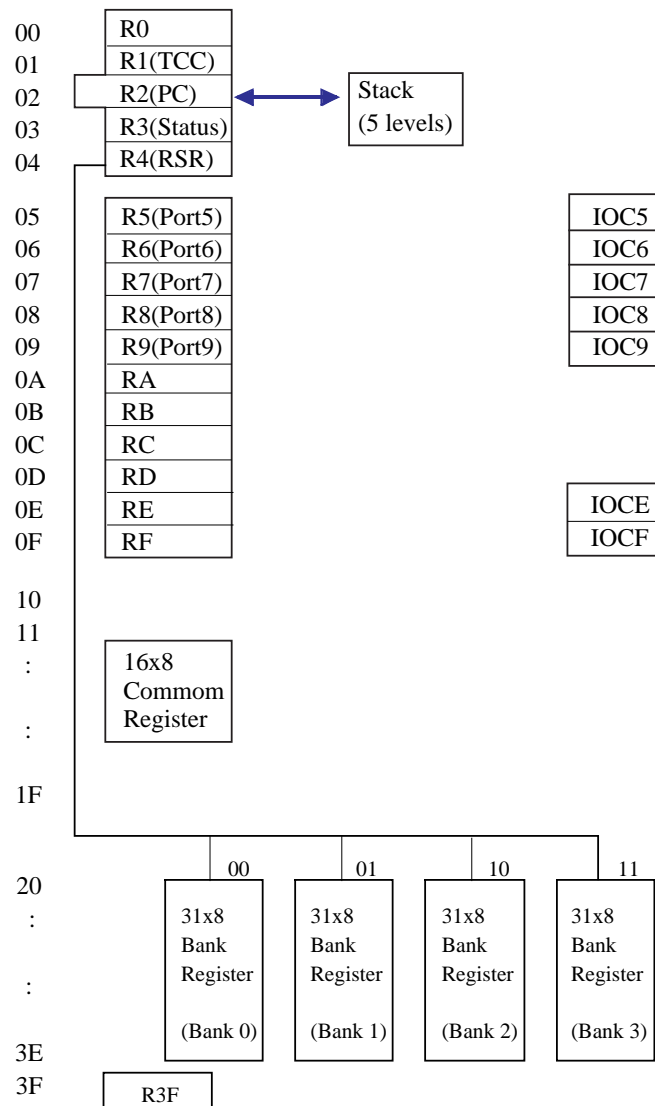 00 R0
01 R1(TCC)
02 R2(PC) Stack
(5 levels)
03 R3(Status)
04 R4(RSR)
05 R5(Port5) IOC5
06 R6(Port6) IOC6
07 R7(Port7) IOC7
08 R8(Port8) IOC8
09 R9(Port9) IOC9
0A RA
0B RB
0C RC
0D RD
0E RE IOCE
0F RF IOCF
10
11
:
:
1F
16x8
Commom
Register
00 01 10 11
20
:
:
3E
31x8
Bank
Register
(Bank 0)
31x8
Bank
Register
(Bank 1)
31x8
Bank
Register
(Bank 2)
31x8
Bank
Register
(Bank 3)
3F R3F